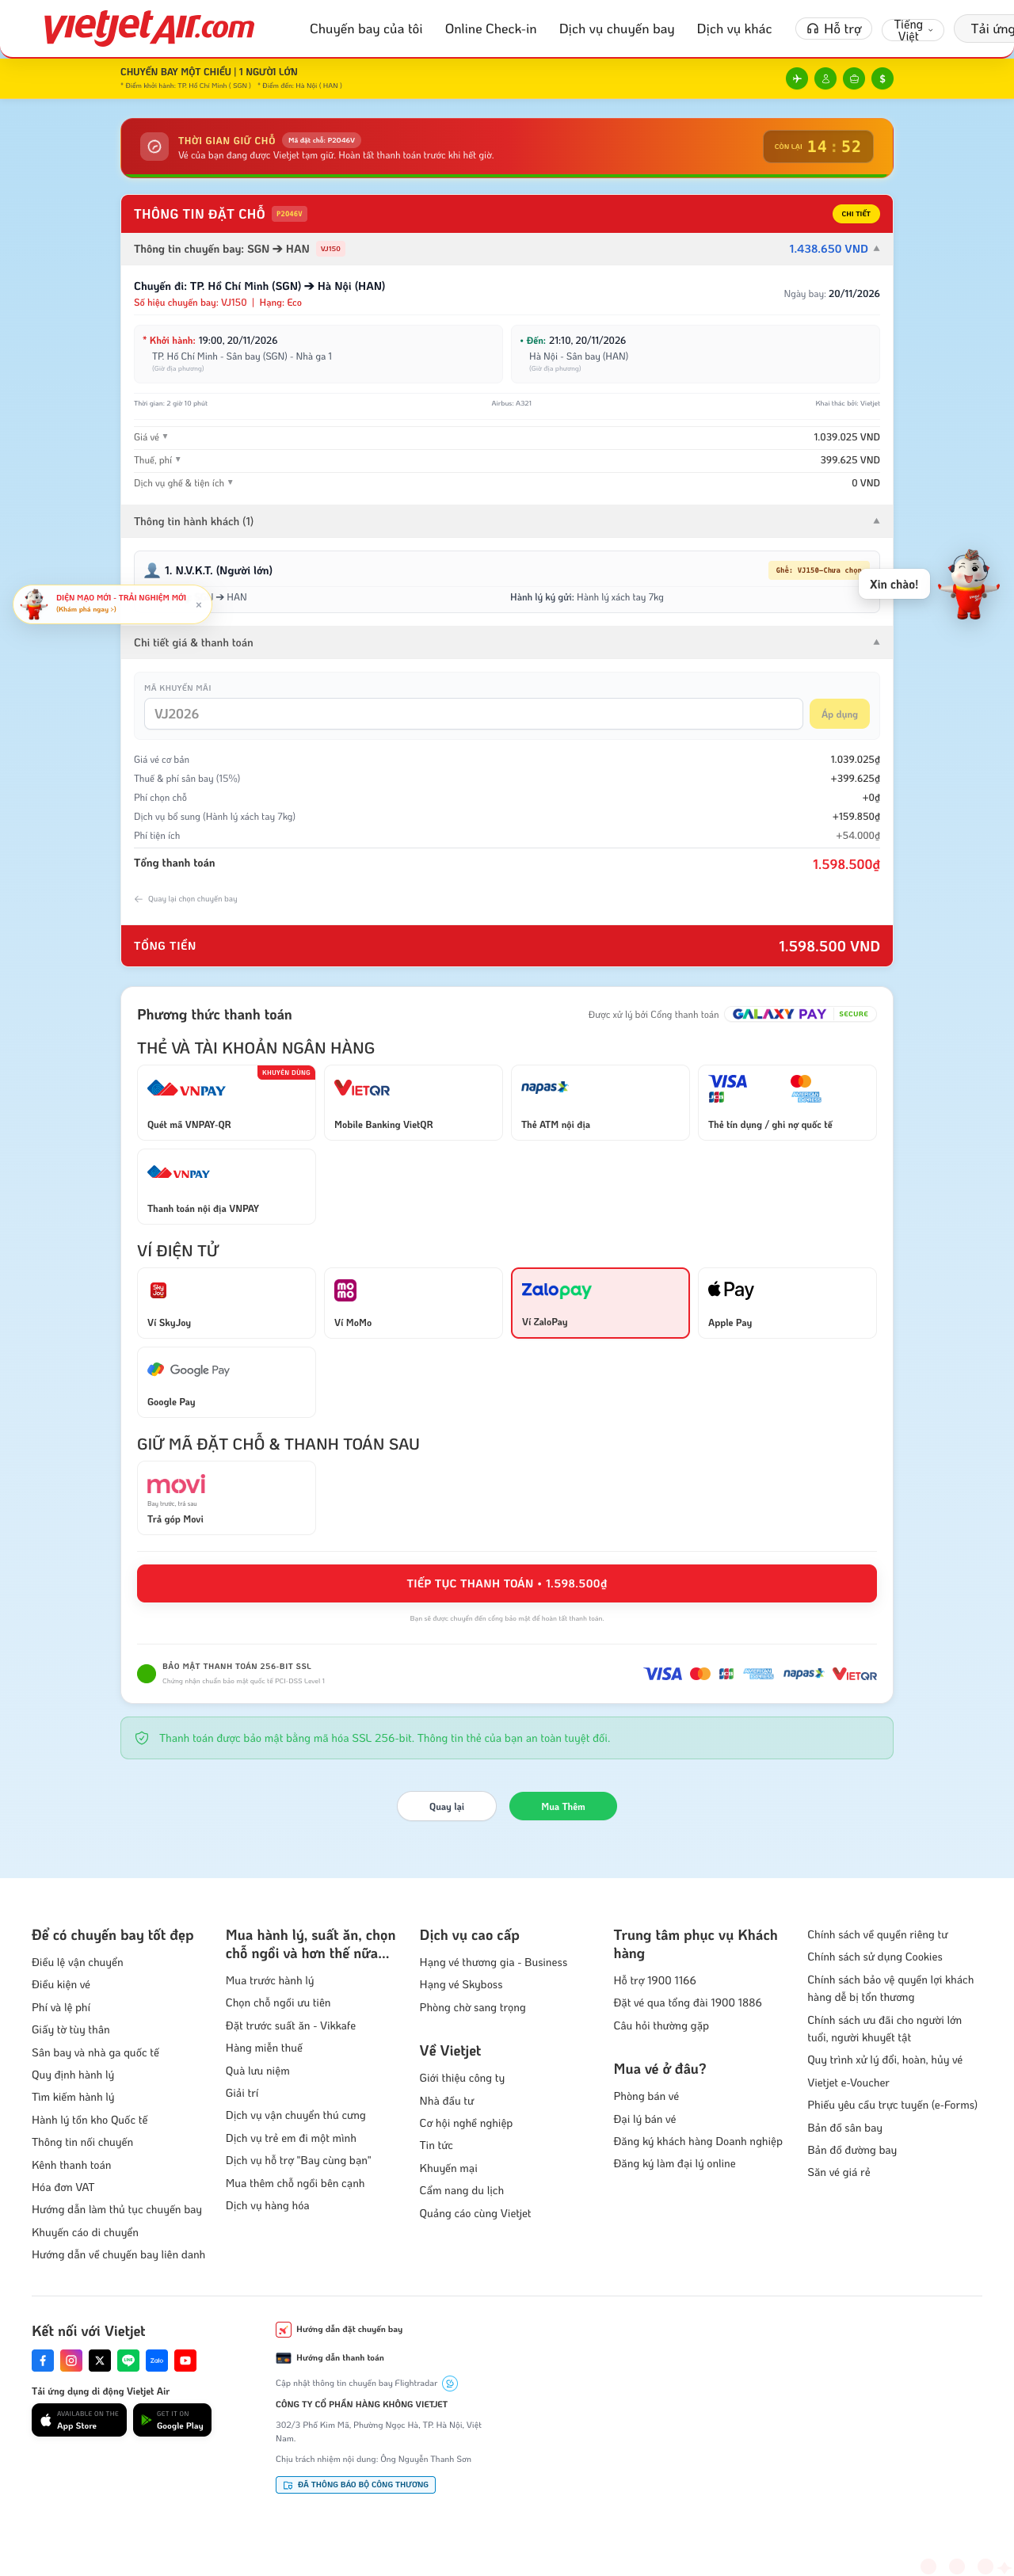 vietjetAir.com
Chuyến bay của tôi Online Check-in Dịch vụ chuyến bay Dịch vụ khác Hỗ trợ Tiếng Việt Tải ứng
CHUYẾN BAY MỘT CHIỀU | 1 NGƯỜI LỚN
* Điểm khởi hành: TP. Hồ Chí Minh ( SGN ) * Điểm đến: Hà Nội ( HAN )
THỜI GIAN GIỮ CHỖ Mã đặt chỗ: P2046V
Vé của bạn đang được Vietjet tạm giữ. Hoàn tất thanh toán trước khi hết giờ.
CÒN LẠI 14 : 52
THÔNG TIN ĐẶT CHỖ P2046V CHI TIẾT
Thông tin chuyến bay: SGN ➔ HAN VJ150 1.438.650 VND ▲
Chuyến đi: TP. Hồ Chí Minh (SGN) ➔ Hà Nội (HAN)
Số hiệu chuyến bay: VJ150 | Hạng: Eco
Ngày bay: 20/11/2026
* Khởi hành: 19:00, 20/11/2026
TP. Hồ Chí Minh - Sân bay (SGN) - Nhà ga 1
(Giờ địa phương)
• Đến: 21:10, 20/11/2026
Hà Nội - Sân bay (HAN)
(Giờ địa phương)
Thời gian: 2 giờ 10 phút Airbus: A321 Khai thác bởi: Vietjet
Giá vé ▼ 1.039.025 VND
Thuế, phí ▼ 399.625 VND
Dịch vụ ghế & tiện ích ▼ 0 VND
Thông tin hành khách (1) ▲
1. N.V.K.T. (Người lớn) Ghế: VJ150-Chưa chọn
➔ HAN Hành lý ký gửi: Hành lý xách tay 7kg
Xin chào!
DIỆN MẠO MỚI - TRẢI NGHIỆM MỚI
(Khám phá ngay >)
×
Chi tiết giá & thanh toán ▲
MÃ KHUYẾN MÃI
VJ2026 Áp dụng
Giá vé cơ bản 1.039.025₫
Thuế & phí sân bay (15%) +399.625₫
Phí chọn chỗ +0₫
Dịch vụ bổ sung (Hành lý xách tay 7kg) +159.850₫
Phí tiện ích +54.000₫
Tổng thanh toán 1.598.500₫
← Quay lại chọn chuyến bay
TỔNG TIỀN 1.598.500 VND
Phương thức thanh toán Được xử lý bởi Cổng thanh toán GALAXY PAY SECURE
THẺ VÀ TÀI KHOẢN NGÂN HÀNG
KHUYÊN DÙNG
VNPAY VIETQR napas VISA JCB AMERICAN EXPRESS
Quét mã VNPAY-QR Mobile Banking VietQR Thẻ ATM nội địa Thẻ tín dụng / ghi nợ quốc tế
VNPAY
Thanh toán nội địa VNPAY
VÍ ĐIỆN TỬ
SkyJoy momo Zalopay Pay
Ví SkyJoy Ví MoMo Ví ZaloPay Apple Pay
Google Pay
Google Pay
GIỮ MÃ ĐẶT CHỖ & THANH TOÁN SAU
movi
Bay trước, trả sau
Trả góp Movi
TIẾP TỤC THANH TOÁN • 1.598.500₫
Bạn sẽ được chuyển đến cổng bảo mật để hoàn tất thanh toán.
BẢO MẬT THANH TOÁN 256-BIT SSL
Chứng nhận chuẩn bảo mật quốc tế PCI-DSS Level 1
VISA JCB AMERICAN EXPRESS napas VIETQR
Thanh toán được bảo mật bằng mã hóa SSL 256-bit. Thông tin thẻ của bạn an toàn tuyệt đối.
Quay lại Mua Thêm
Để có chuyến bay tốt đẹp
Điều lệ vận chuyển
Điều kiện vé
Phí và lệ phí
Giấy tờ tùy thân
Sân bay và nhà ga quốc tế
Quy định hành lý
Tìm kiếm hành lý
Hành lý tồn kho Quốc tế
Thông tin nối chuyến
Kênh thanh toán
Hóa đơn VAT
Hướng dẫn làm thủ tục chuyến bay
Khuyến cáo di chuyển
Hướng dẫn về chuyến bay liên danh
Mua hành lý, suất ăn, chọn
chỗ ngồi và hơn thế nữa...
Mua trước hành lý
Chọn chỗ ngồi ưu tiên
Đặt trước suất ăn - Vikkafe
Hàng miễn thuế
Quà lưu niệm
Giải trí
Dịch vụ vận chuyển thú cưng
Dịch vụ trẻ em đi một mình
Dịch vụ hỗ trợ "Bay cùng bạn"
Mua thêm chỗ ngồi bên cạnh
Dịch vụ hàng hóa
Dịch vụ cao cấp
Hạng vé thương gia - Business
Hạng vé Skyboss
Phòng chờ sang trọng
Về Vietjet
Giới thiệu công ty
Nhà đầu tư
Cơ hội nghề nghiệp
Tin tức
Khuyến mại
Cẩm nang du lịch
Quảng cáo cùng Vietjet
Trung tâm phục vụ Khách
hàng
Hỗ trợ 1900 1166
Đặt vé qua tổng đài 1900 1886
Câu hỏi thường gặp
Mua vé ở đâu?
Phòng bán vé
Đại lý bán vé
Đăng ký khách hàng Doanh nghiệp
Đăng ký làm đại lý online
Chính sách về quyền riêng tư
Chính sách sử dụng Cookies
Chính sách bảo vệ quyền lợi khách
hàng dễ bị tổn thương
Chính sách ưu đãi cho người lớn
tuổi, người khuyết tật
Quy trình xử lý đổi, hoàn, hủy vé
Vietjet e-Voucher
Phiếu yêu cầu trực tuyến (e-Forms)
Bản đồ sân bay
Bản đồ đường bay
Săn vé giá rẻ
Kết nối với Vietjet
Zalo
Tải ứng dụng di động Vietjet Air
AVAILABLE ON THE
App Store
GET IT ON
Google Play
Hướng dẫn đặt chuyến bay
Hướng dẫn thanh toán
Cập nhật thông tin chuyến bay Flightradar
CÔNG TY CỔ PHẦN HÀNG KHÔNG VIETJET
302/3 Phố Kim Mã, Phường Ngọc Hà, TP. Hà Nội, Việt
Nam.
Chịu trách nhiệm nội dung: Ông Nguyễn Thanh Sơn
ĐÃ THÔNG BÁO BỘ CÔNG THƯƠNG